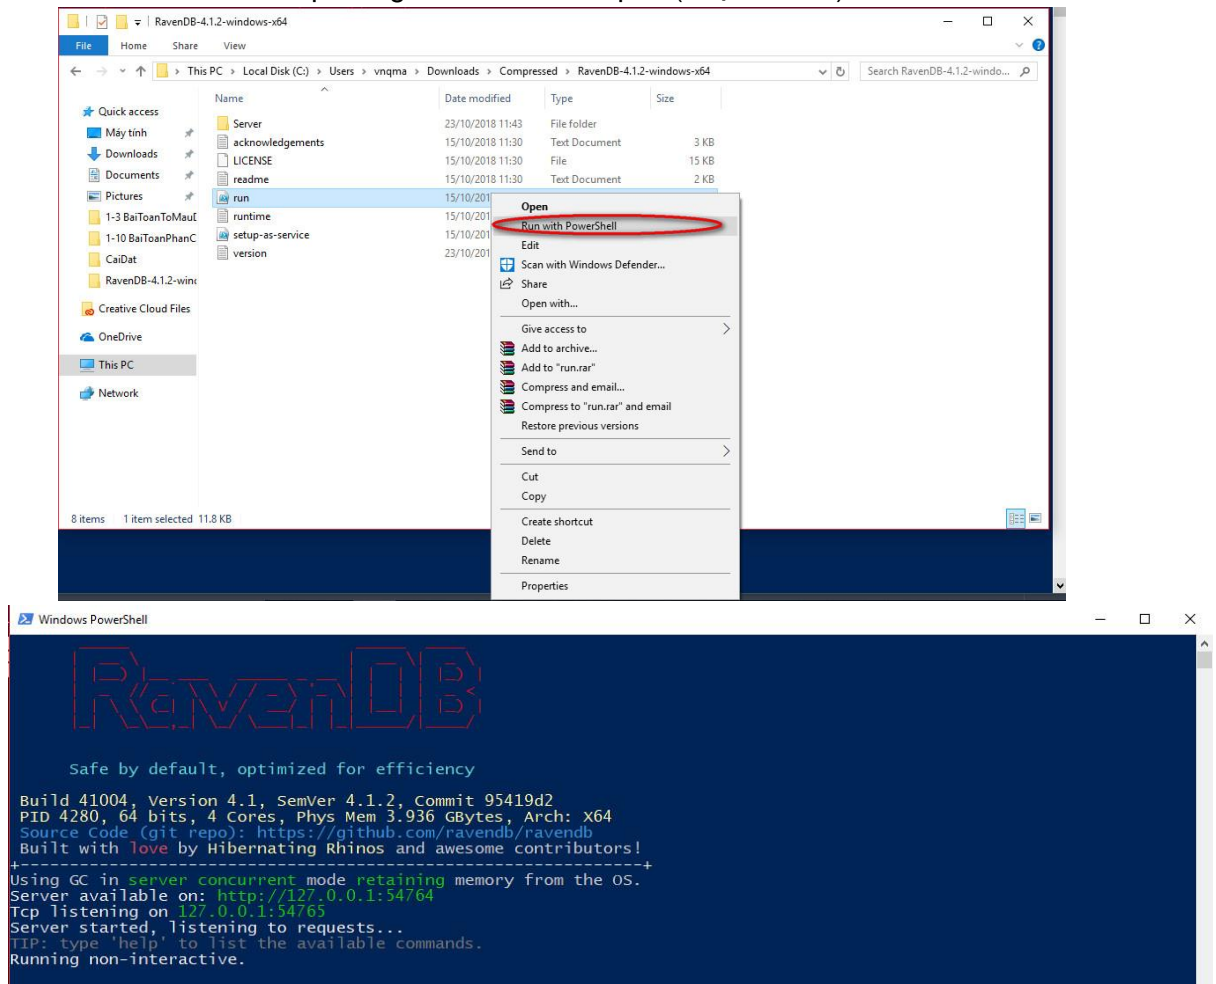 RavenDB-4.1.2-windows-x64
File Home Share View
This PC > Local Disk (C:) > Users > vnqma > Downloads > Compressed > RavenDB-4.1.2-windows-x64
Search RavenDB-4.1.2-windo...
Name Date modified Type Size
Quick access
Máy tính
Downloads
Documents
Pictures
1-3 BaiToanToMauD
1-10 BaiToanPhanC
CaiDat
RavenDB-4.1.2-wind
Creative Cloud Files
OneDrive
This PC
Network
Server 23/10/2018 11:43 File folder
acknowledgements 15/10/2018 11:30 Text Document 3 KB
LICENSE 15/10/2018 11:30 File 15 KB
readme 15/10/2018 11:30 Text Document 2 KB
run 15/10/201
runtime 15/10/201
setup-as-service 15/10/201
version 23/10/201
Open
Run with PowerShell
Edit
Scan with Windows Defender...
Share
Open with...
Give access to
Add to archive...
Add to "run.rar"
Compress and email...
Compress to "run.rar" and email
Restore previous versions
Send to
Cut
Copy
Create shortcut
Delete
Rename
Properties
8 items 1 item selected 11.8 KB
Windows PowerShell
RavenDB
Safe by default, optimized for efficiency
Build 41004, Version 4.1, SemVer 4.1.2, Commit 95419d2
PID 4280, 64 bits, 4 Cores, Phys Mem 3.936 GBytes, Arch: X64
Source Code (git repo): https://github.com/ravendb/ravendb
Built with love by Hibernating Rhinos and awesome contributors!
+---------------------------------------------------------------+
Using GC in server concurrent mode retaining memory from the OS.
Server available on: http://127.0.0.1:54764
Tcp listening on 127.0.0.1:54765
Server started, listening to requests...
TIP: type 'help' to list the available commands.
Running non-interactive.